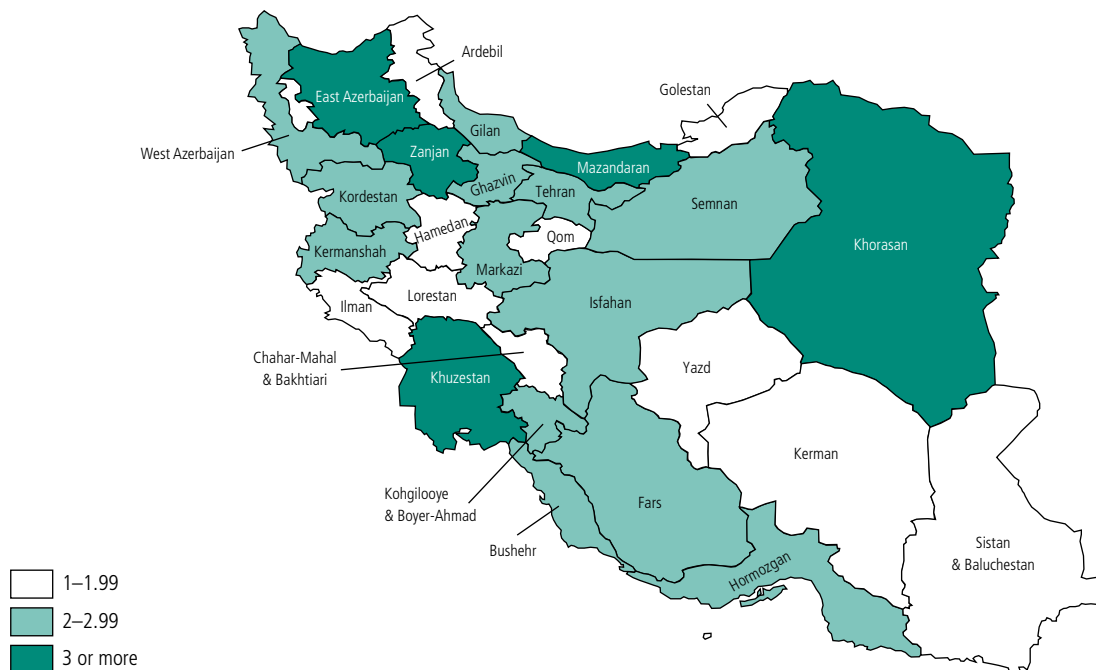 Ardebil
Golestan
East Azerbaijan
Gilan
West Azerbaijan
Zanjan
Mazandaran
Ghazvin
Tehran
Kordestan
Semnan
Hamedan
Qom
Khorasan
Kermanshah
Markazi
Ilman
Lorestan
Isfahan
Chahar-Mahal
& Bakhtiari
Yazd
Khuzestan
Kerman
Kohgilooye
& Boyer-Ahmad
Fars
Bushehr
Sistan
& Baluchestan
Hormozgan
1–1.99
2–2.99
3 or more